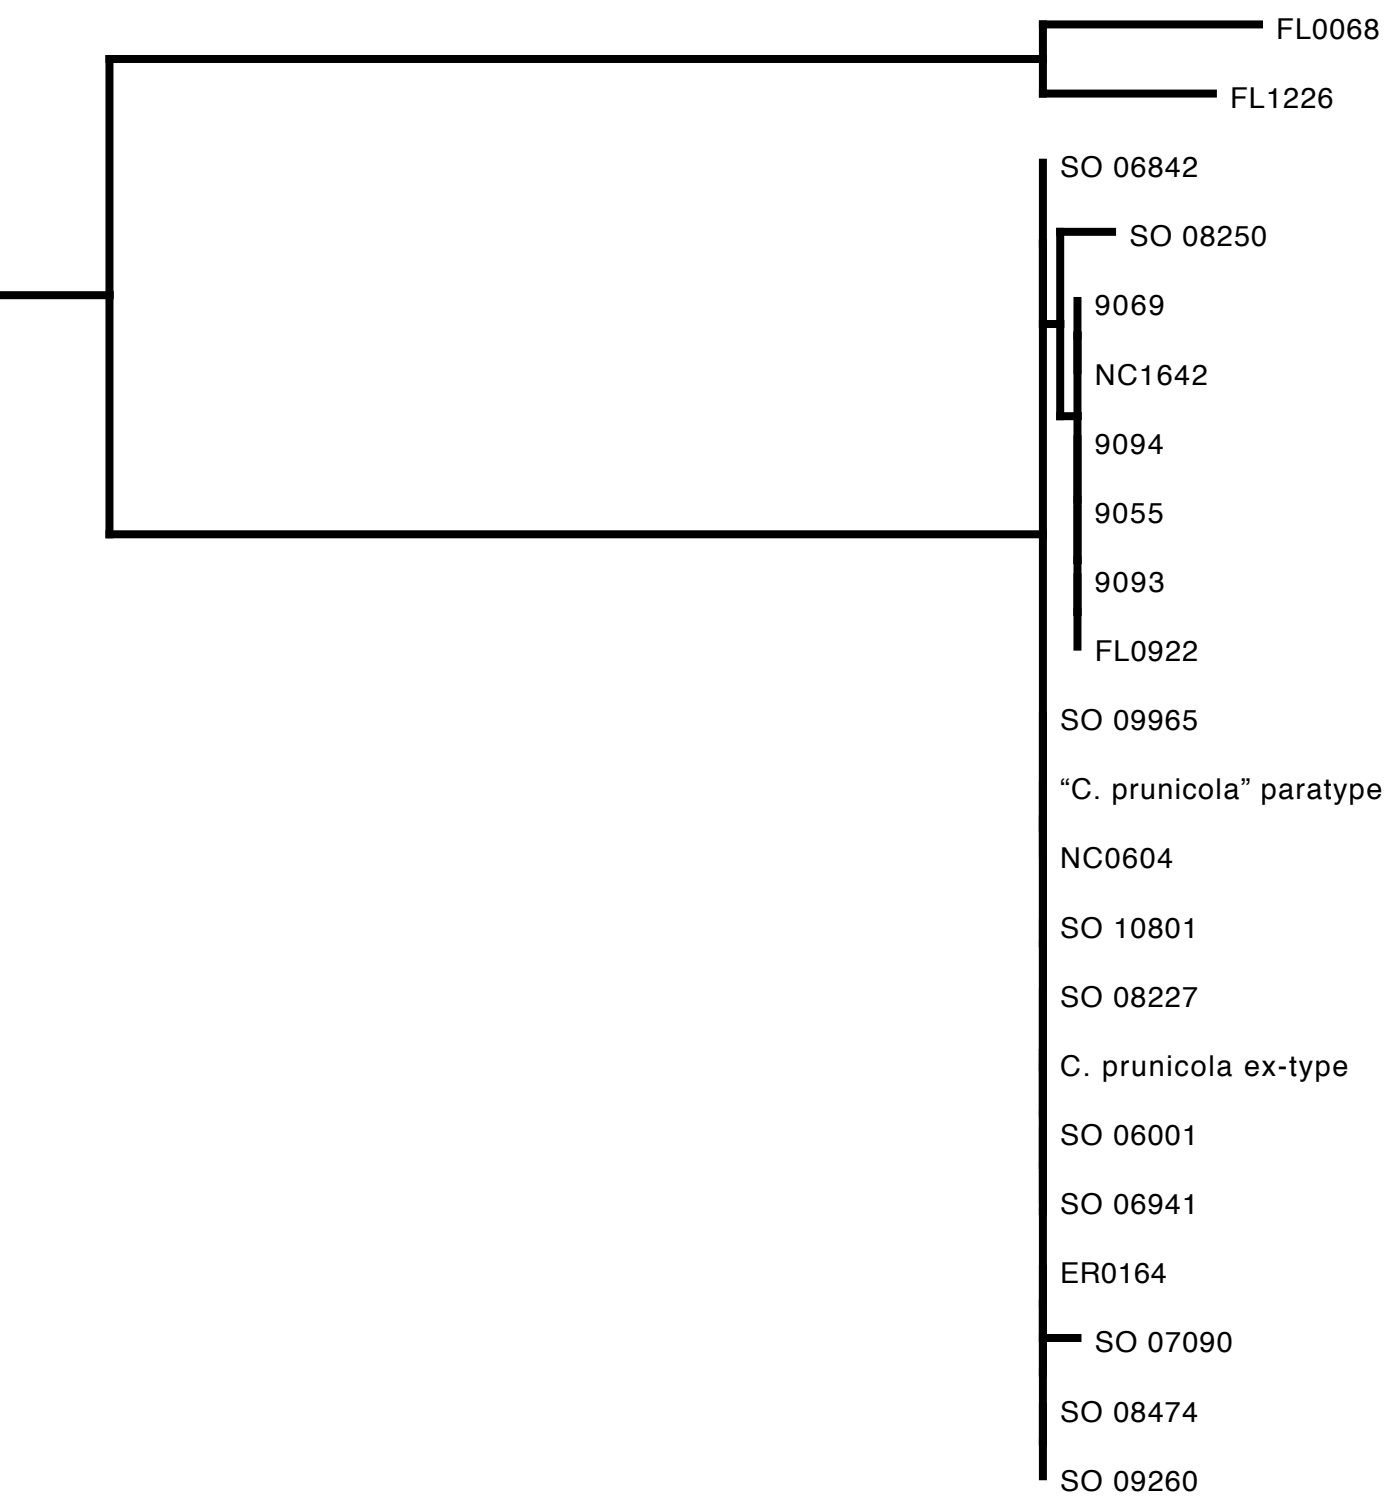 FL0068
FL1226
SO 06842
SO 08250
9069
NC1642
9094
9055
9093
FL0922
SO 09965
“C. prunicola” paratype
NC0604
SO 10801
SO 08227
C. prunicola ex-type
SO 06001
SO 06941
ER0164
SO 07090
SO 08474
SO 09260